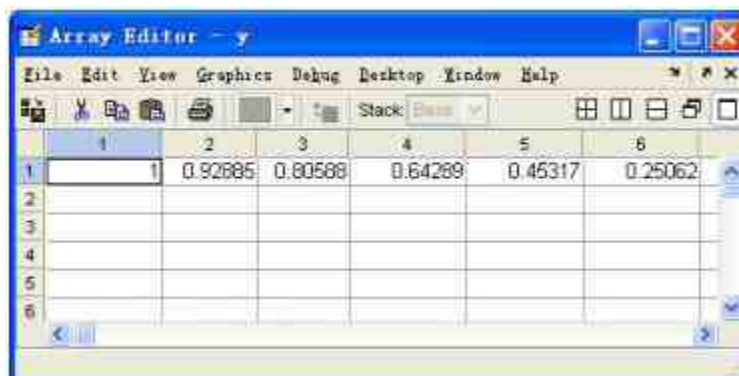 Array Editor - y
File Edit View Graphics Debug Desktop Window Help
Stack: Base
1 2 3 4 5 6
1 1 0.92885 0.80588 0.64289 0.45317 0.25062
2
3
4
5
6